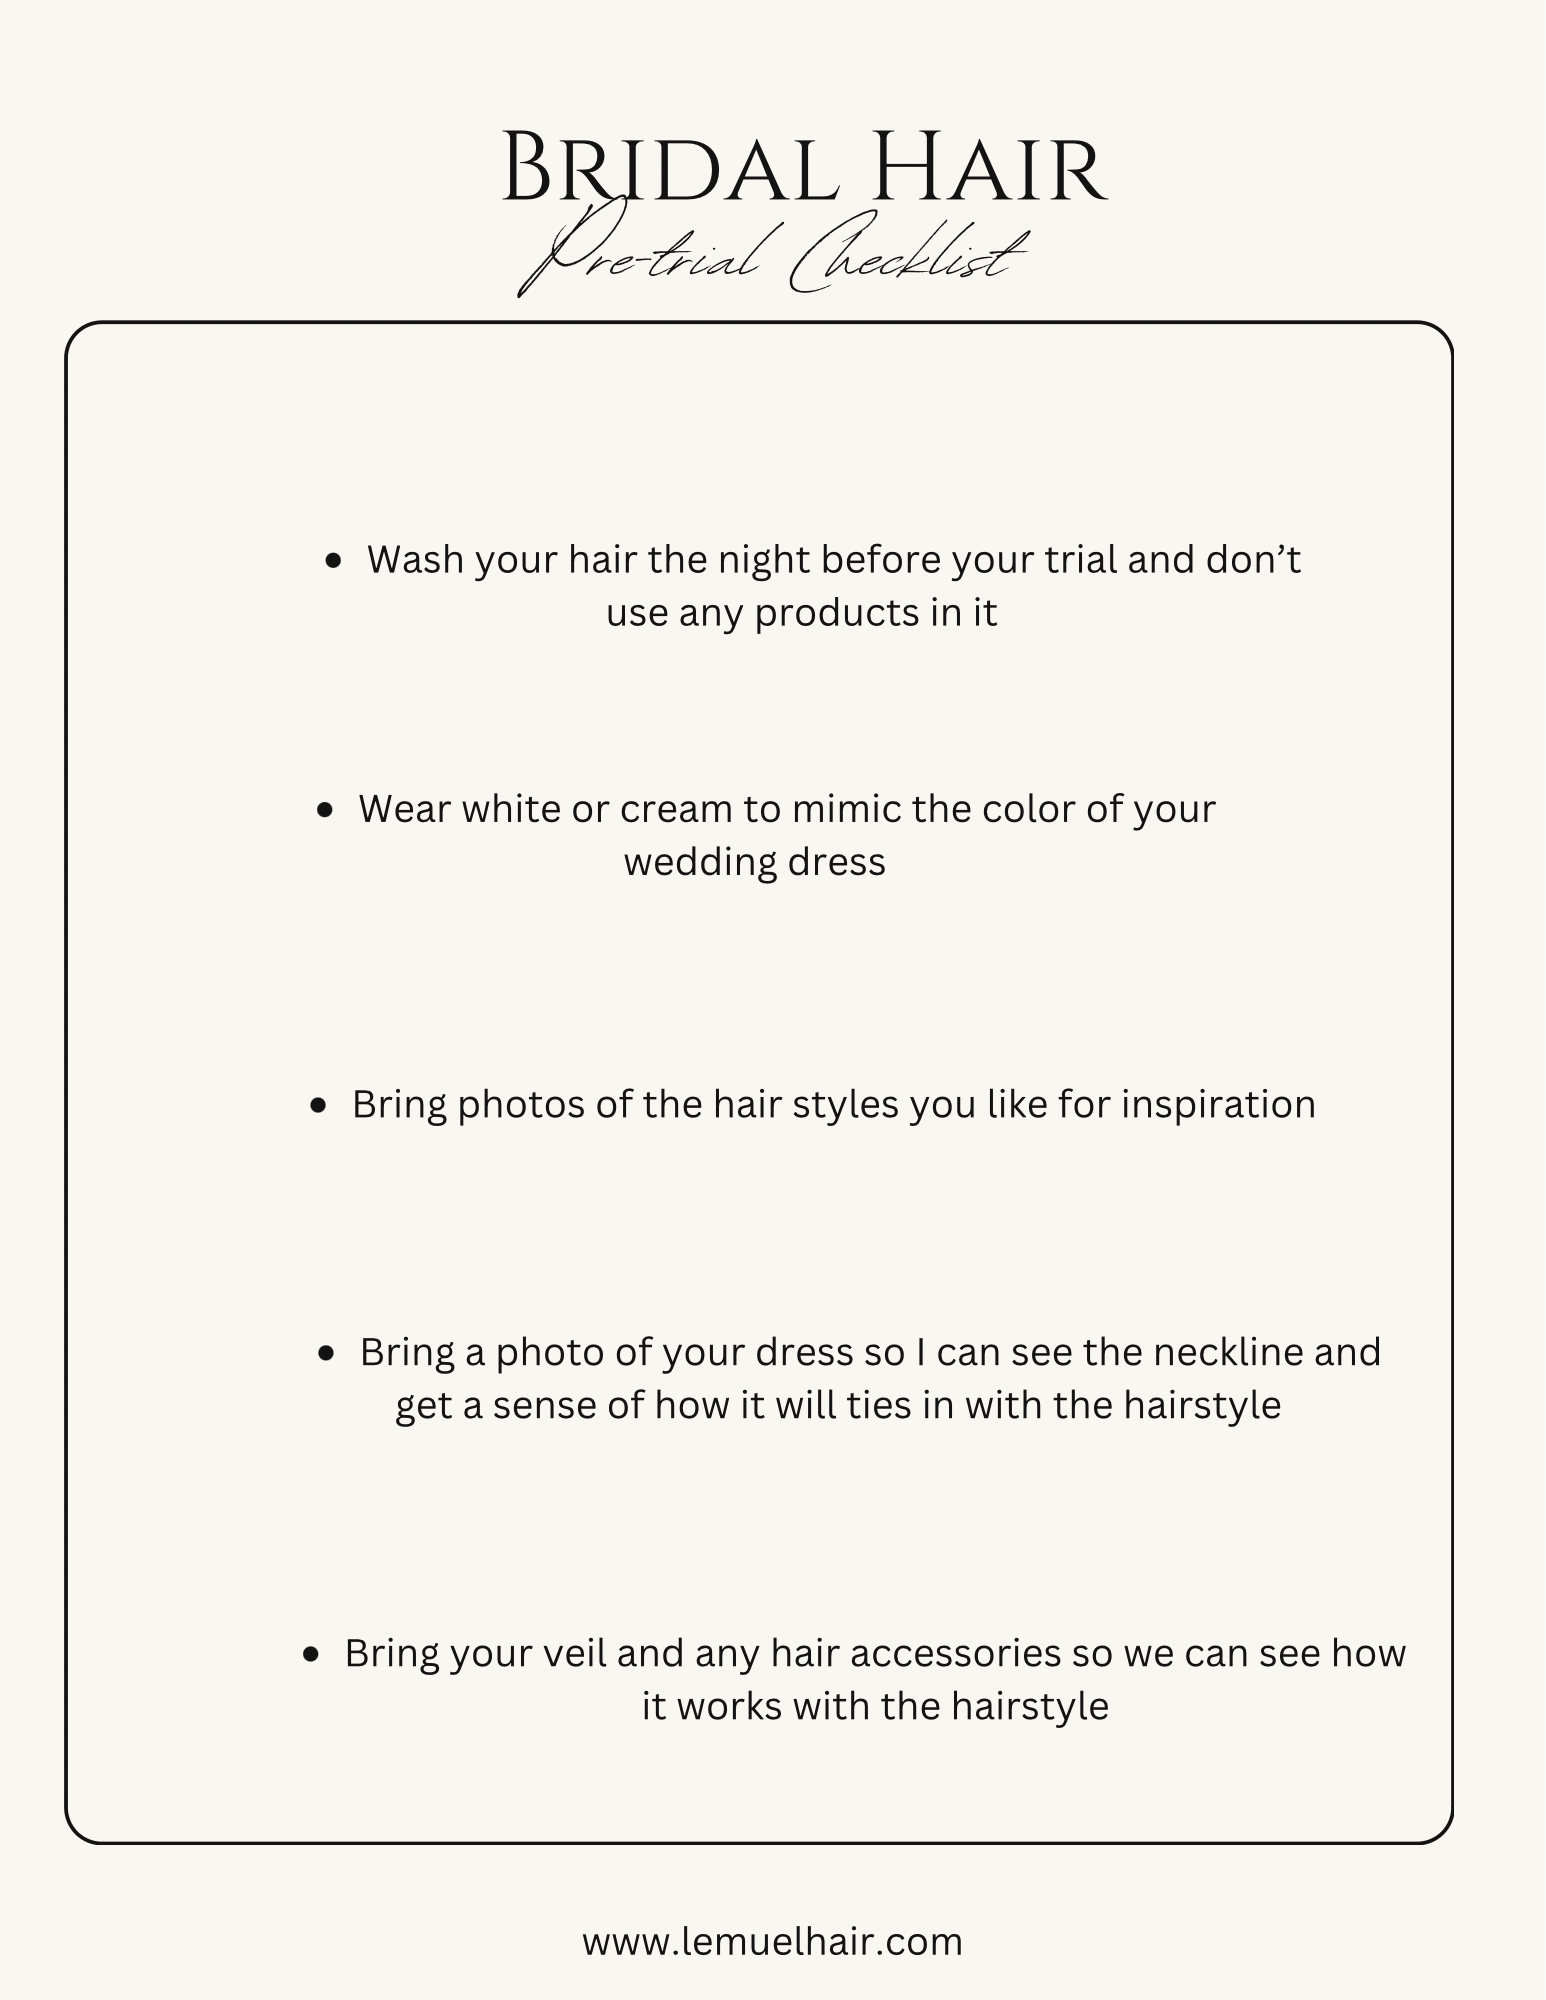 Bridal Hair
Pre-trial Checklist
• Wash your hair the night before your trial and don’t
use any products in it
• Wear white or cream to mimic the color of your
wedding dress
• Bring photos of the hair styles you like for inspiration
• Bring a photo of your dress so I can see the neckline and
get a sense of how it will ties in with the hairstyle
• Bring your veil and any hair accessories so we can see how
it works with the hairstyle
www.lemuelhair.com